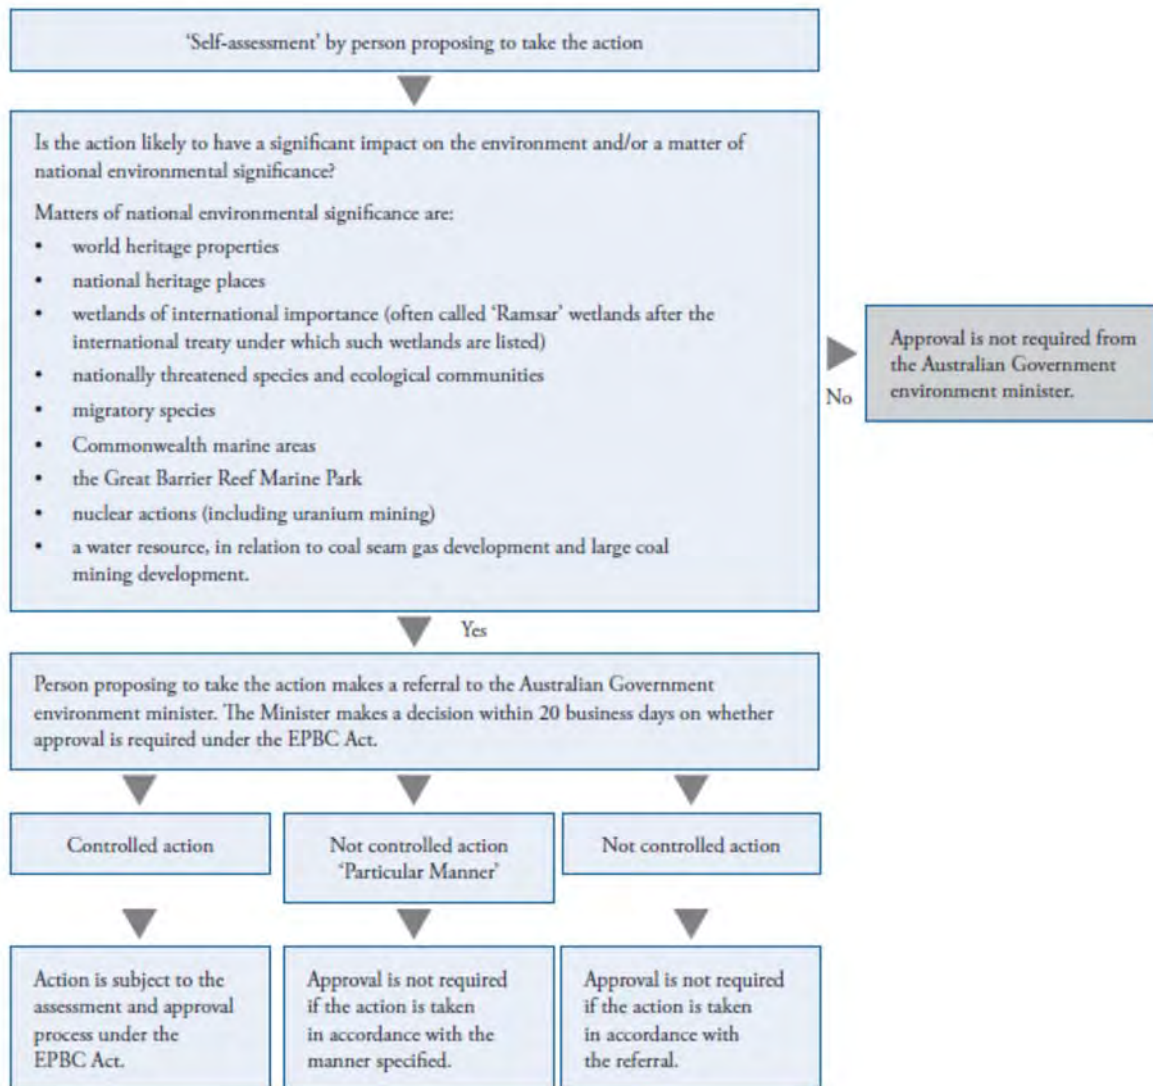 ‘Self-assessment’ by person proposing to take the action
Is the action likely to have a significant impact on the environment and/or a matter of
national environmental significance?
Matters of national environmental significance are:
• world heritage properties
• national heritage places
• wetlands of international importance (often called ‘Ramsar’ wetlands after the
international treaty under which such wetlands are listed)
• nationally threatened species and ecological communities
• migratory species
• Commonwealth marine areas
• the Great Barrier Reef Marine Park
• nuclear actions (including uranium mining)
• a water resource, in relation to coal seam gas development and large coal
mining development.
No
Approval is not required from
the Australian Government
environment minister.
Yes
Person proposing to take the action makes a referral to the Australian Government
environment minister. The Minister makes a decision within 20 business days on whether
approval is required under the EPBC Act.
Controlled action
Not controlled action
‘Particular Manner’
Not controlled action
Action is subject to the
assessment and approval
process under the
EPBC Act.
Approval is not required
if the action is taken
in accordance with the
manner specified.
Approval is not required
if the action is taken
in accordance with
the referral.